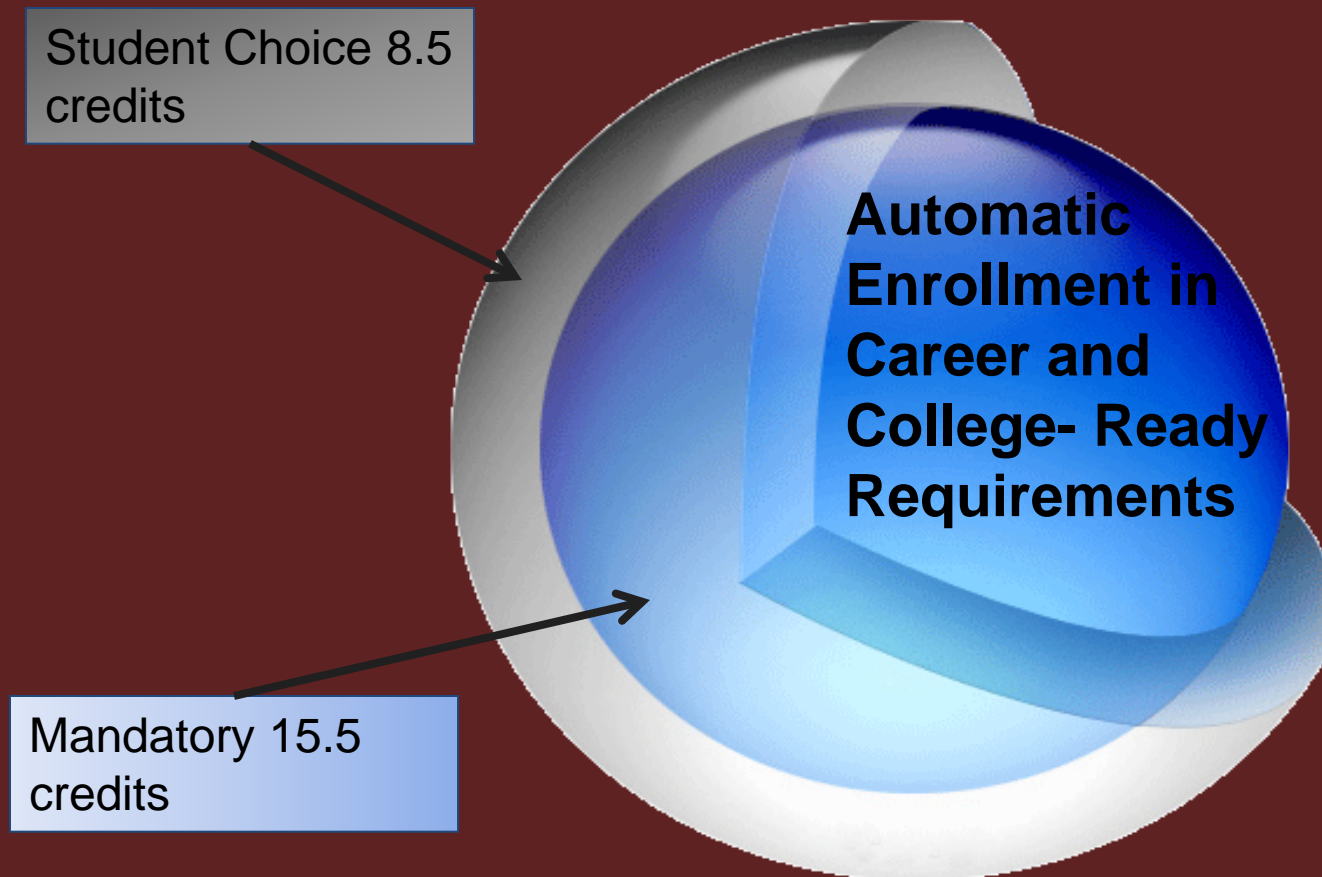 Student Choice 8.5
credits
Automatic
Enrollment in
Career and
College- Ready
Requirements
Mandatory 15.5
credits